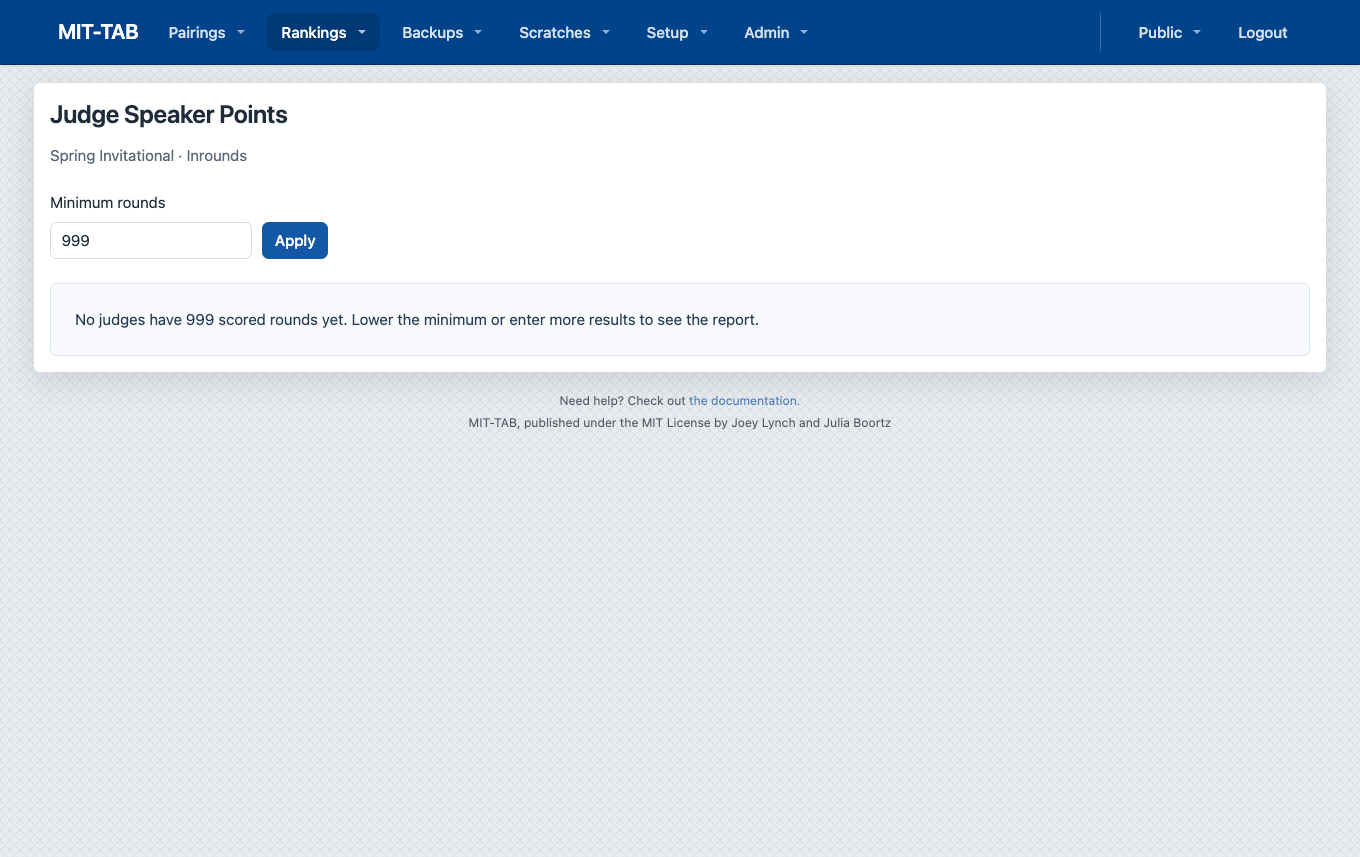 MIT-TAB Pairings Rankings Backups Scratches Setup Admin Public Logout
Judge Speaker Points
Spring Invitational · Inrounds
Minimum rounds
999 Apply
No judges have 999 scored rounds yet. Lower the minimum or enter more results to see the report.
Need help? Check out the documentation.
MIT-TAB, published under the MIT License by Joey Lynch and Julia Boortz